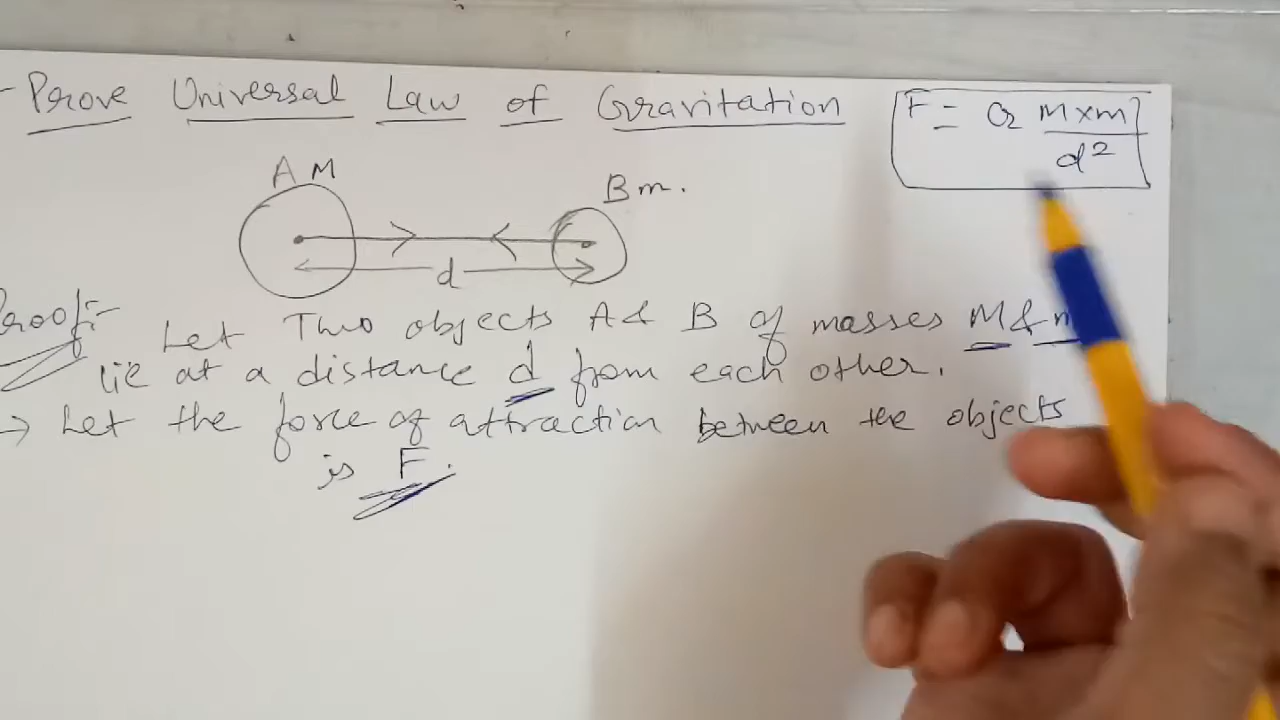 Prove Universal Law of Gravitation
F = G M×m
d²
A M
B m.
d
Proof:-
Let Two objects A & B of masses M &
lie at a distance d from each other.
→ Let the force of attraction between the objects
is F.